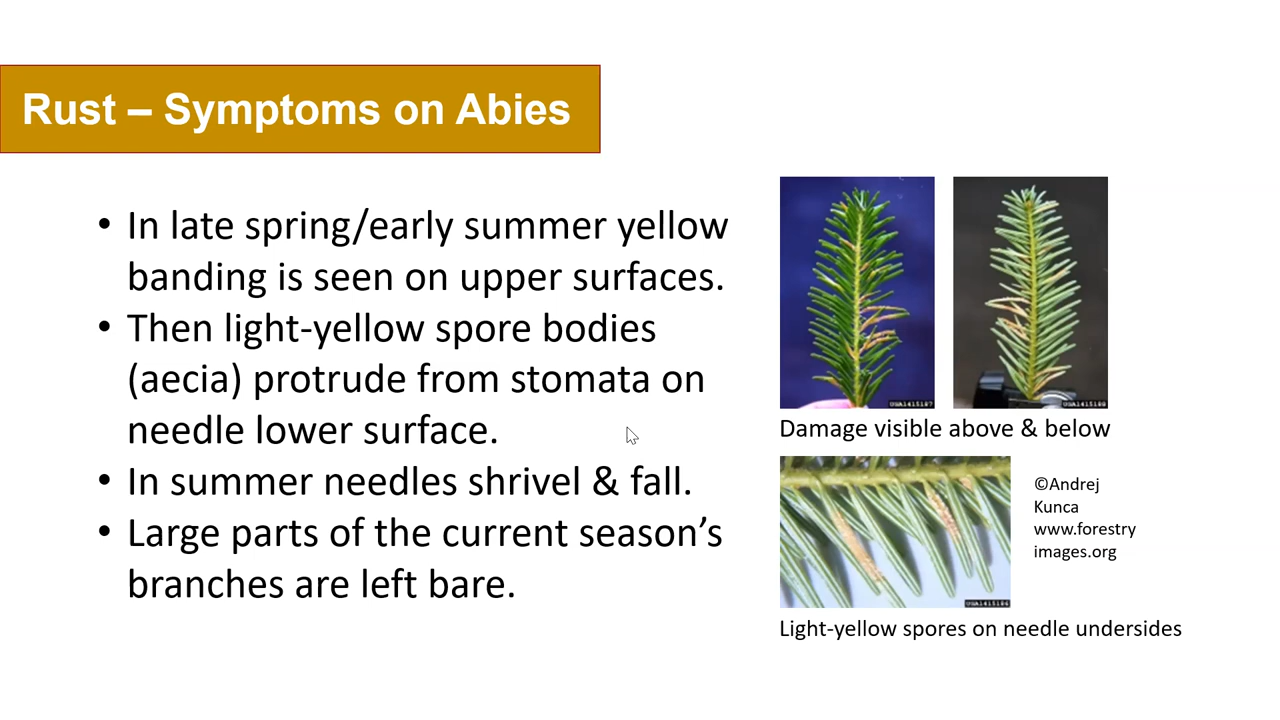 Rust – Symptoms on Abies
• In late spring/early summer yellow
banding is seen on upper surfaces.
• Then light-yellow spore bodies
(aecia) protrude from stomata on
needle lower surface.
• In summer needles shrivel & fall.
• Large parts of the current season’s
branches are left bare.
UGA1415187
UGA1415188
Damage visible above & below
UGA1415186
©Andrej
Kunca
www.forestry
images.org
Light-yellow spores on needle undersides